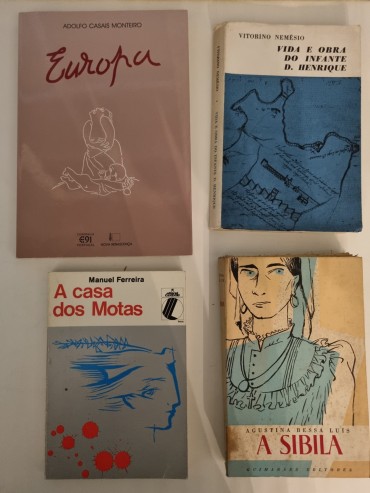 ADOLFO CASAIS MONTEIRO
Europa
VITORINO NEMÉSIO
VIDA E OBRA
DO INFANTE
D. HENRIQUE
Manuel Ferreira
A casa
dos Motas
AGUSTINA BESSA LUÍS
A SIBILA
GUIMARÃES EDITORES